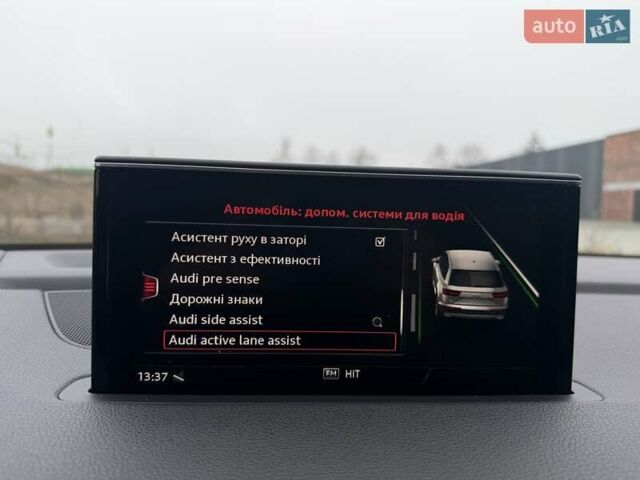 auto RIA.com
Автомобіль: допом. системи для водія
Асистент руху в заторі
Асистент з ефективності
Audi pre sense
Дорожні знаки
Audi side assist
Audi active lane assist
13:37 FM HIT